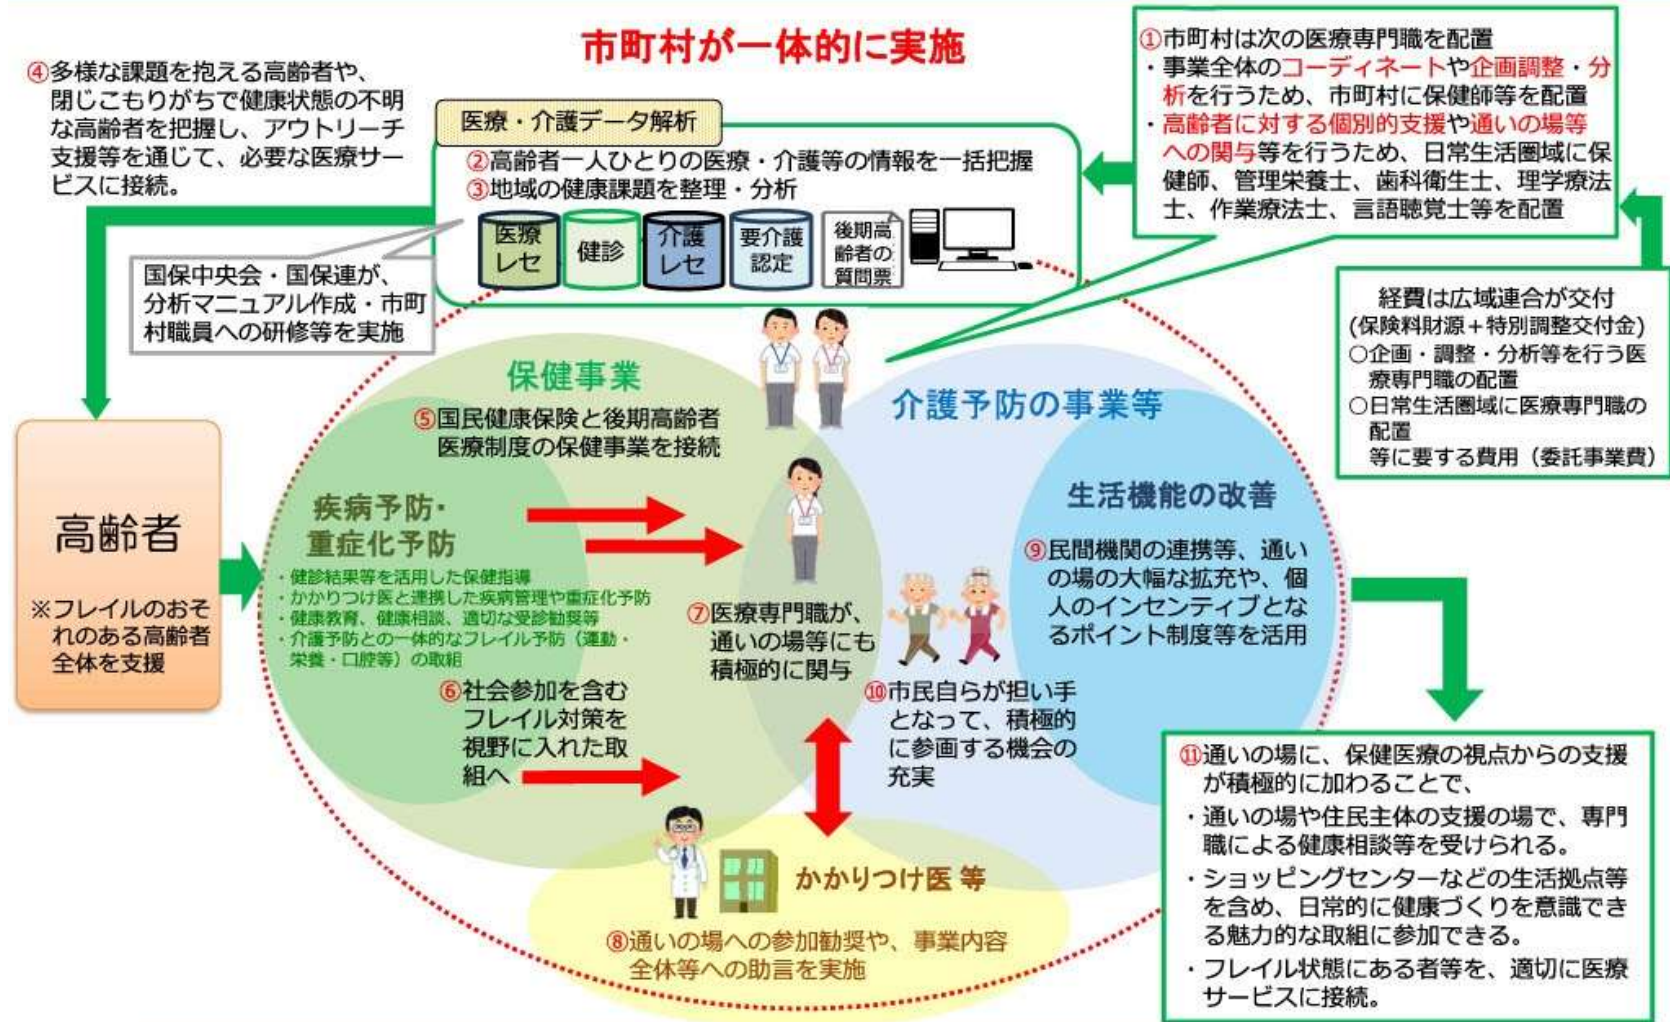 市町村が一体的に実施
①市町村は次の医療専門職を配置
・事業全体のコーディネートや企画調整・分
析を行うため、市町村に保健師等を配置
・高齢者に対する個別的支援や通いの場等
への関与等を行うため、日常生活圏域に保
健師、管理栄養士、歯科衛生士、理学療法
士、作業療法士、言語聴覚士等を配置
④多様な課題を抱える高齢者や、
閉じこもりがちで健康状態の不明
な高齢者を把握し、アウトリーチ
支援等を通じて、必要な医療サー
ビスに接続。
医療・介護データ解析
②高齢者一人ひとりの医療・介護等の情報を一括把握
③地域の健康課題を整理・分析
医療
レセ
健診
介護
レセ
要介護
認定
後期高
齢者の
質問票
国保中央会・国保連が、
分析マニュアル作成・市町
村職員への研修等を実施
経費は広域連合が交付
(保険料財源＋特別調整交付金)
○企画・調整・分析等を行う医
療専門職の配置
○日常生活圏域に医療専門職の
配置
等に要する費用（委託事業費）
保健事業
⑤国民健康保険と後期高齢者
医療制度の保健事業を接続
介護予防の事業等
高齢者
※フレイルのおそ
れのある高齢者
全体を支援
疾病予防・
重症化予防
・健診結果等を活用した保健指導
・かかりつけ医と連携した疾病管理や重症化予防
・健康教育、健康相談、適切な受診勧奨等
・介護予防との一体的なフレイル予防（運動・
栄養・口腔等）の取組
⑥社会参加を含む
フレイル対策を
視野に入れた取
組へ
⑦医療専門職が、
通いの場等にも
積極的に関与
生活機能の改善
⑨民間機関の連携等、通い
の場の大幅な拡充や、個
人のインセンティブとな
るポイント制度等を活用
⑩市民自らが担い手
となって、積極的
に参画する機会の
充実
かかりつけ医 等
⑧通いの場への参加勧奨や、事業内容
全体等への助言を実施
⑪通いの場に、保健医療の視点からの支援
が積極的に加わることで、
・通いの場や住民主体の支援の場で、専門
職による健康相談等を受けられる。
・ショッピングセンターなどの生活拠点等
を含め、日常的に健康づくりを意識でき
る魅力的な取組に参加できる。
・フレイル状態にある者等を、適切に医療
サービスに接続。